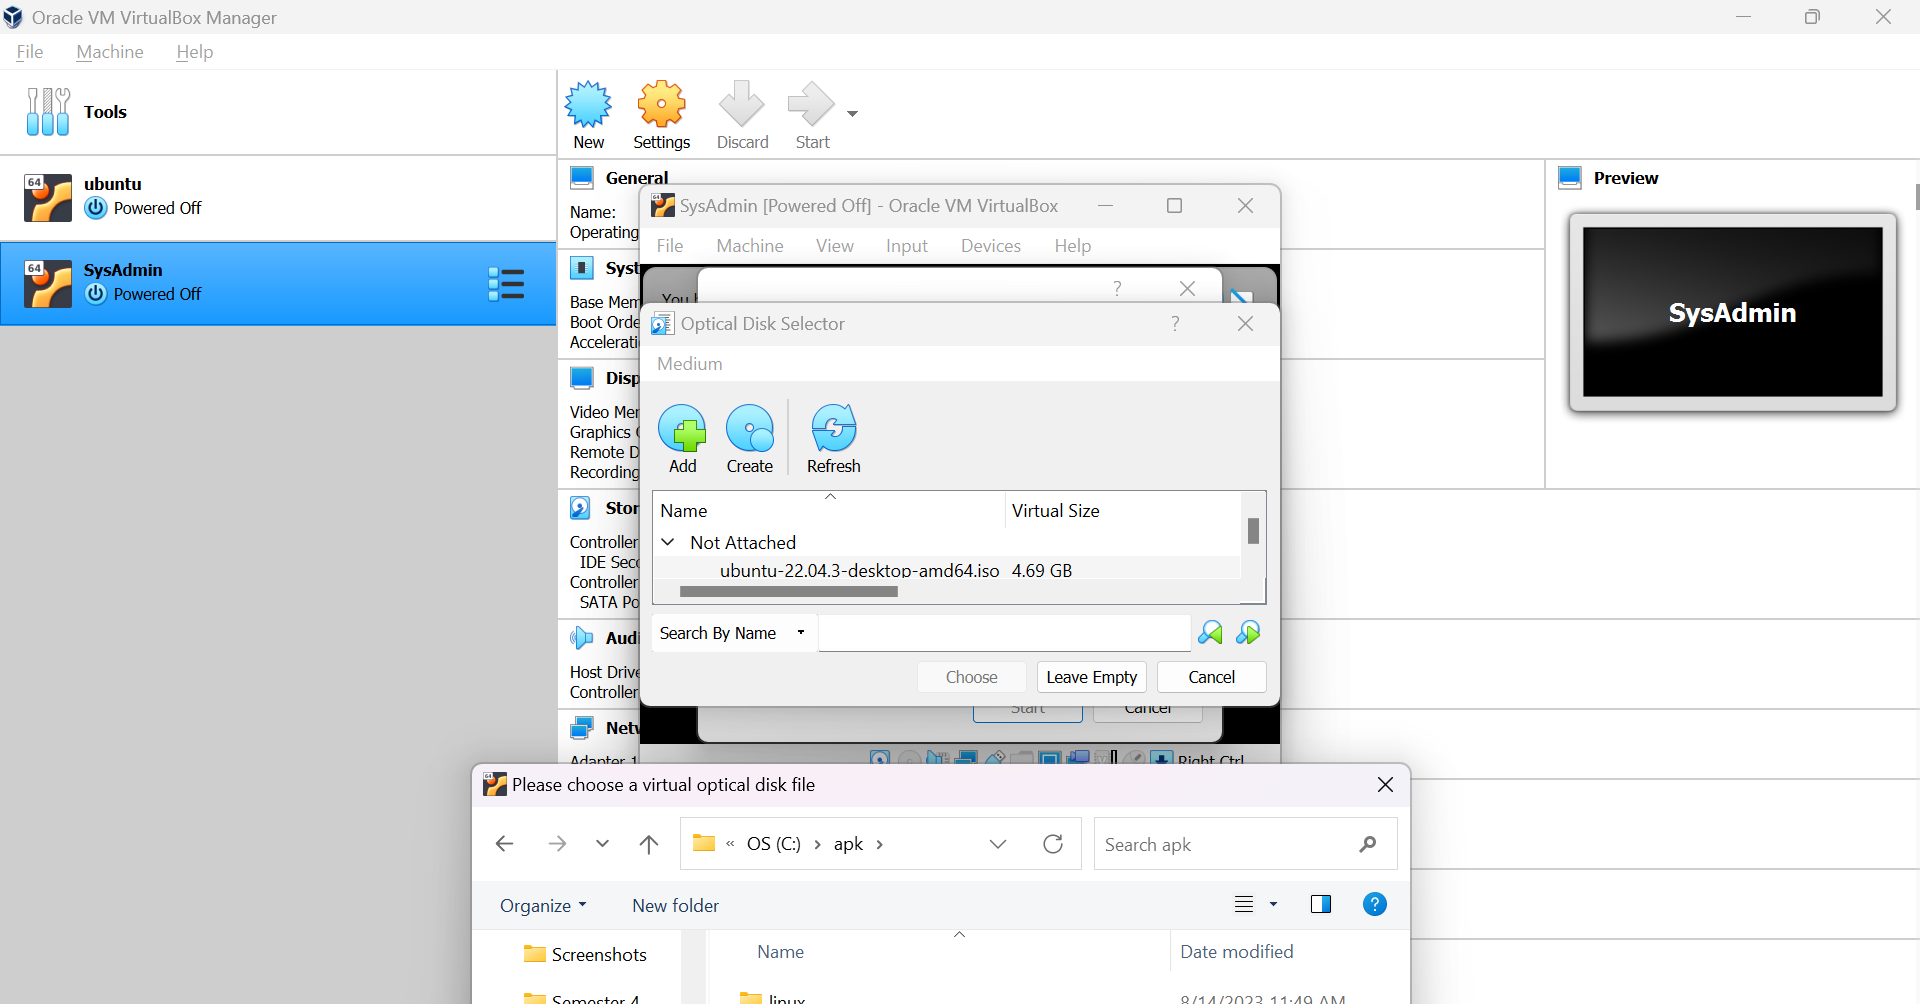 Oracle VM VirtualBox Manager
File Machine Help
Tools
64 ubuntu
Powered Off
64 SysAdmin
Powered Off
New Settings Discard Start
General
Name:
Operating
Syst
Base Mem
Boot Orde
Accelerati
Disp
Video Mem
Graphics
Remote D
Recording
Stor
Controller
IDE Seco
Controller
SATA Po
Audi
Host Drive
Controller
Netw
Adapter 1
Preview
SysAdmin
SysAdmin [Powered Off] - Oracle VM VirtualBox
File Machine View Input Devices Help
You
?
Optical Disk Selector ?
Medium
Add Create Refresh
Name Virtual Size
Not Attached
ubuntu-22.04.3-desktop-amd64.iso 4.69 GB
Search By Name
Choose Leave Empty Cancel
Start Cancel
Right Ctrl
Please choose a virtual optical disk file
« OS (C:) › apk ›
Search apk
Organize New folder ?
Screenshots
Semester 4
Name Date modified
linux 8/14/2023 11:49 AM